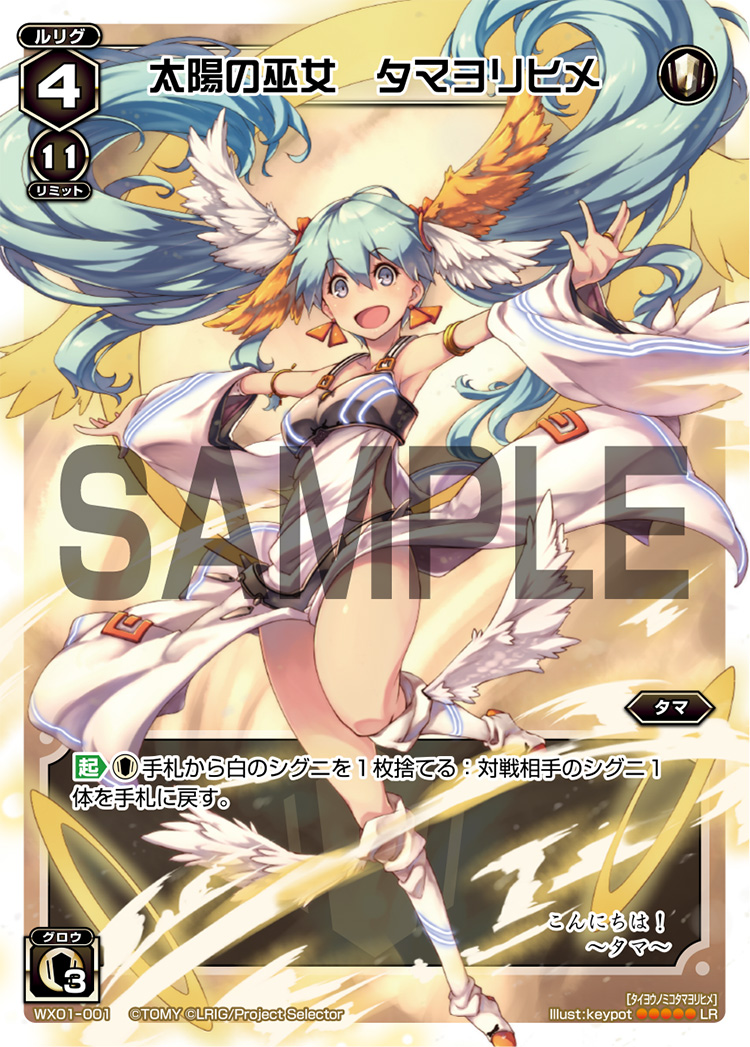 ルリグ
4
太陽の巫女 タマヨリヒメ
11
リミット
SAMPLE
タマ
起 手札から白のシグニを1枚捨てる：対戦相手のシグニ1
体を手札に戻す。
こんにちは！
～タマ～
グロウ
3
[タイヨウノミコタマヨリヒメ]
WX01-001 ©TOMY ©LRIG/Project Selector Illust:keypot LR